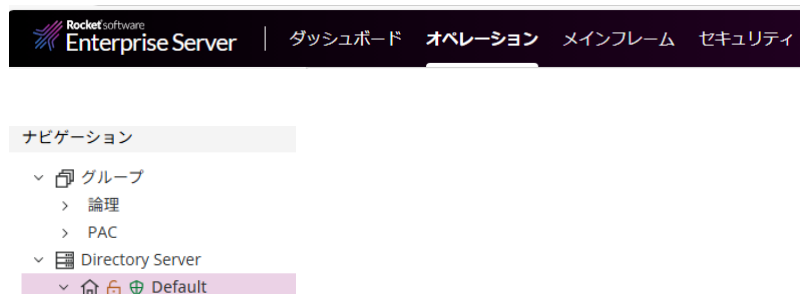 Rocket software
Enterprise Server ダッシュボード オペレーション メインフレーム セキュリティ
ナビゲーション
グループ
論理
PAC
Directory Server
Default